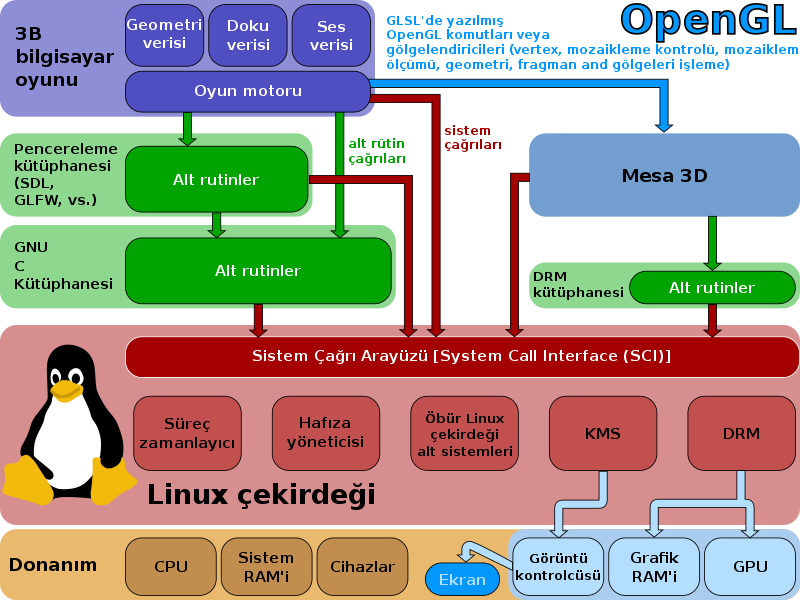 3B
bilgisayar
oyunu
Geometri
verisi
Doku
verisi
Ses
verisi
Oyun motoru
GLSL'de yazılmış
OpenGL komutları veya
gölgelendiricileri (vertex, mozaikleme kontrolü, mozaiklem
ölçümü, geometri, fragman and gölgeleri işleme)
OpenGL
alt rütin
çağrıları
sistem
çağrıları
Pencereleme
kütüphanesi
(SDL,
GLFW, vs.)
Alt rutinler
Mesa 3D
GNU
C
Kütüphanesi
Alt rutinler
DRM
kütüphanesi
Alt rutinler
Sistem Çağrı Arayüzü [System Call Interface (SCI)]
Süreç
zamanlayıcı
Hafıza
yöneticisi
Öbür Linux
çekirdeği
alt sistemleri
KMS
DRM
Linux çekirdeği
Donanım
CPU
Sistem
RAM'i
Cihazlar
Ekran
Görüntü
kontrolcüsü
Grafik
RAM'i
GPU